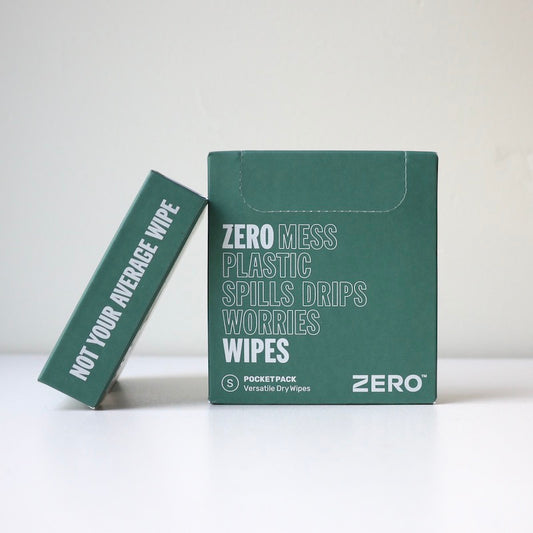 NOT YOUR AVERAGE WIPE
ZERO MESS
PLASTIC
SPILLS DRIPS
WORRIES
WIPES
S
POCKET PACK
Versatile Dry Wipes
ZERO™